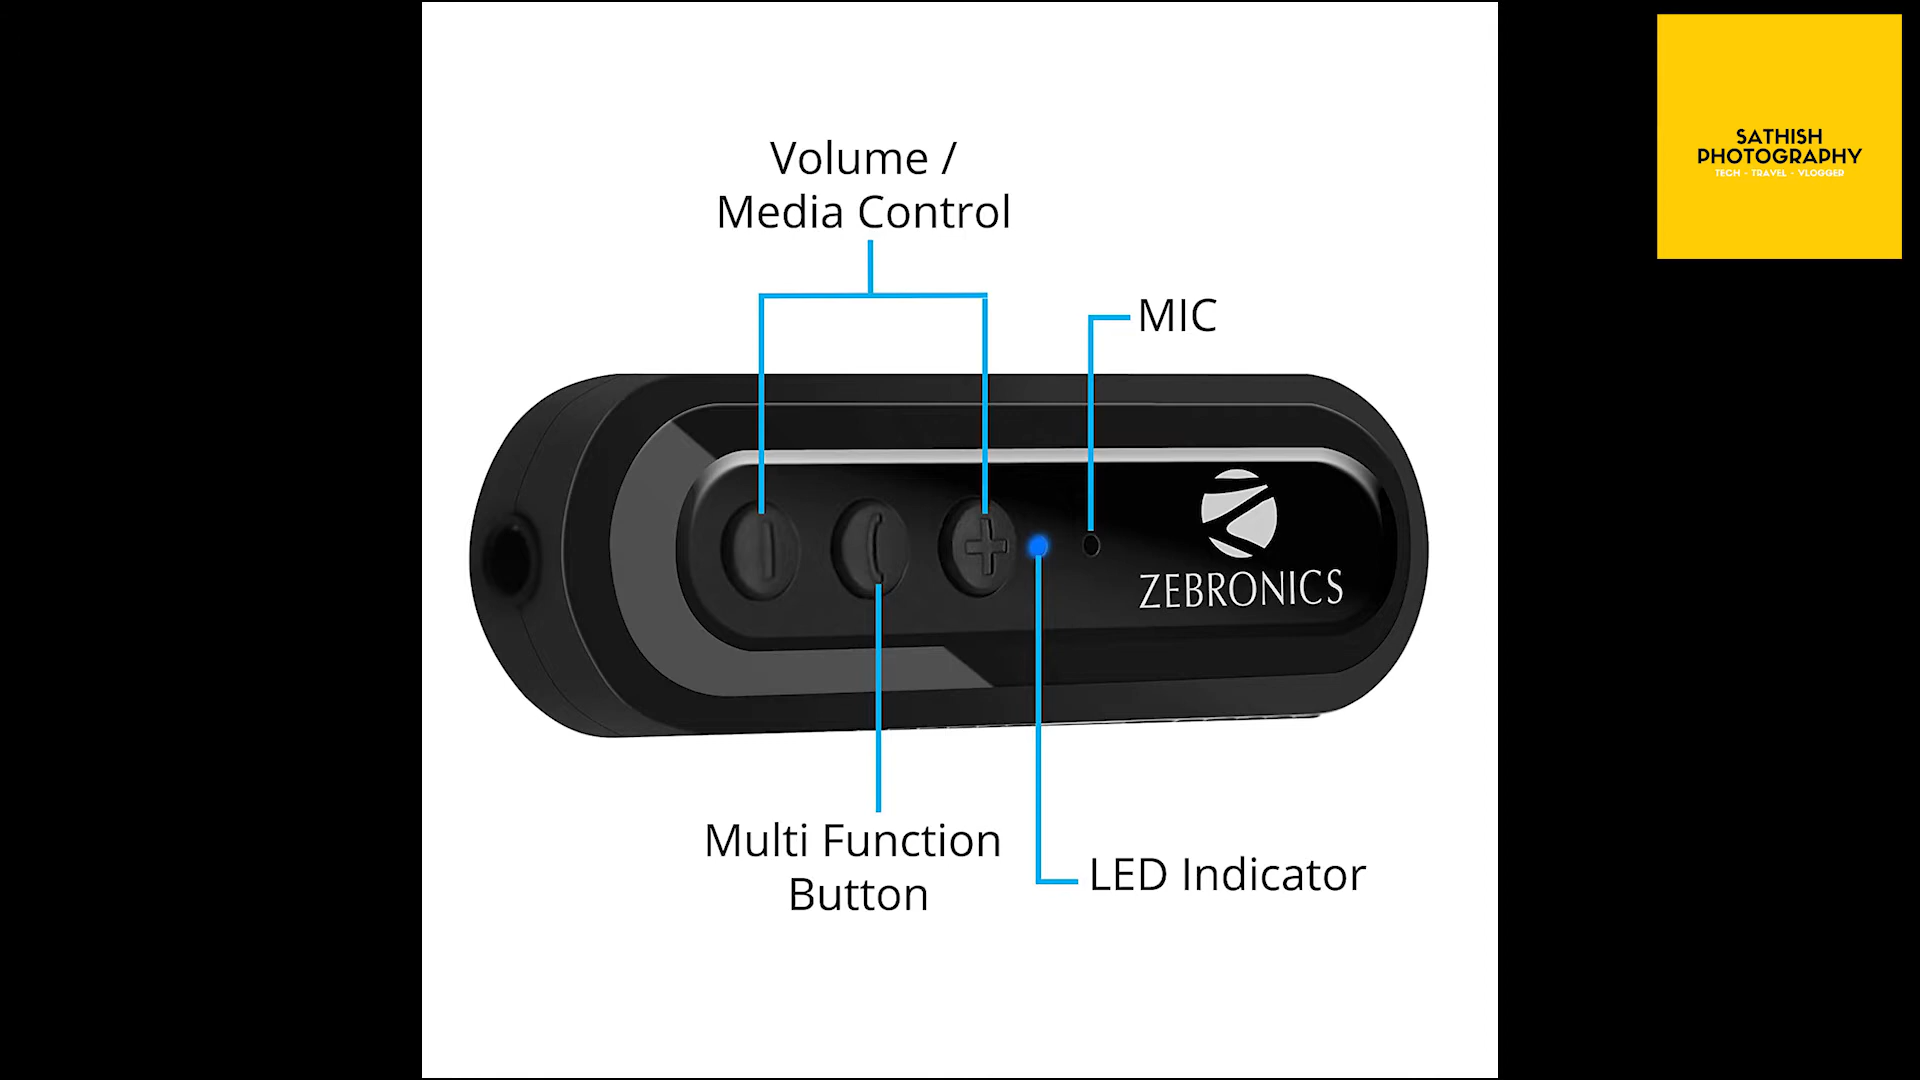 Volume /
Media Control
MIC
ZEBRONICS
Multi Function
Button
LED Indicator
SATHISH
PHOTOGRAPHY
TECH - TRAVEL - VLOGGER